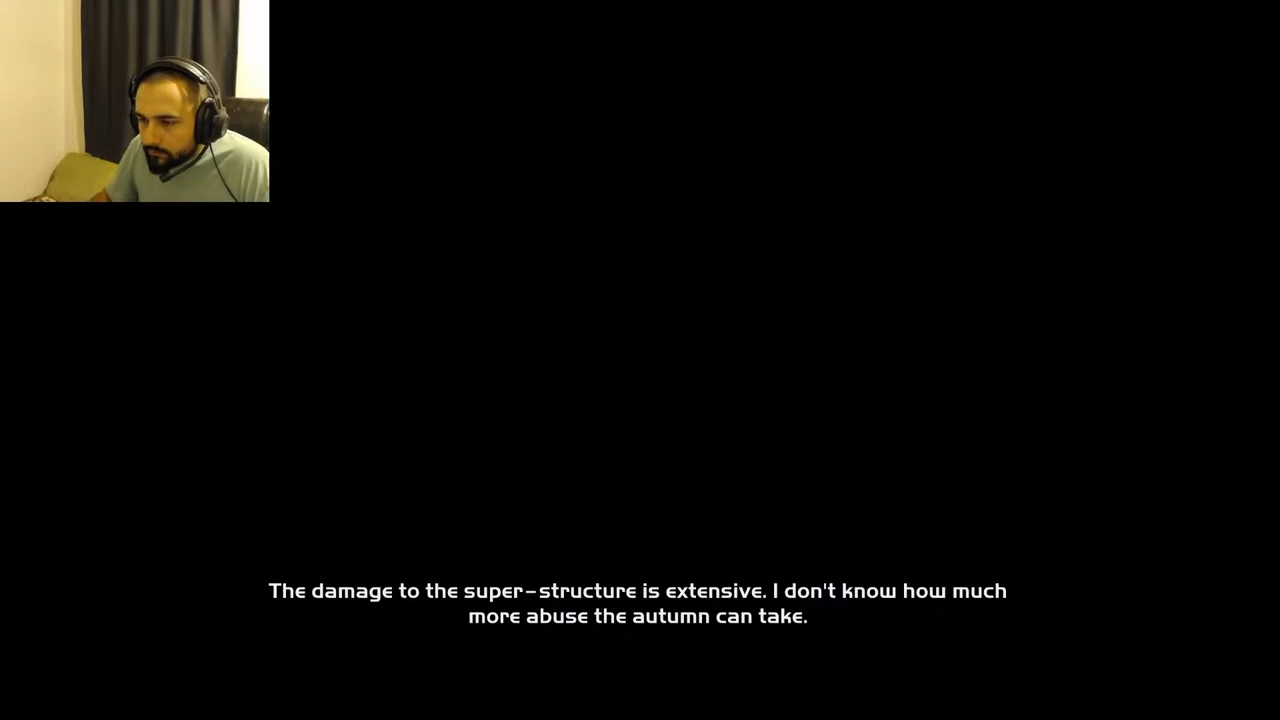 The damage to the super-structure is extensive. I don't know how much
more abuse the autumn can take.